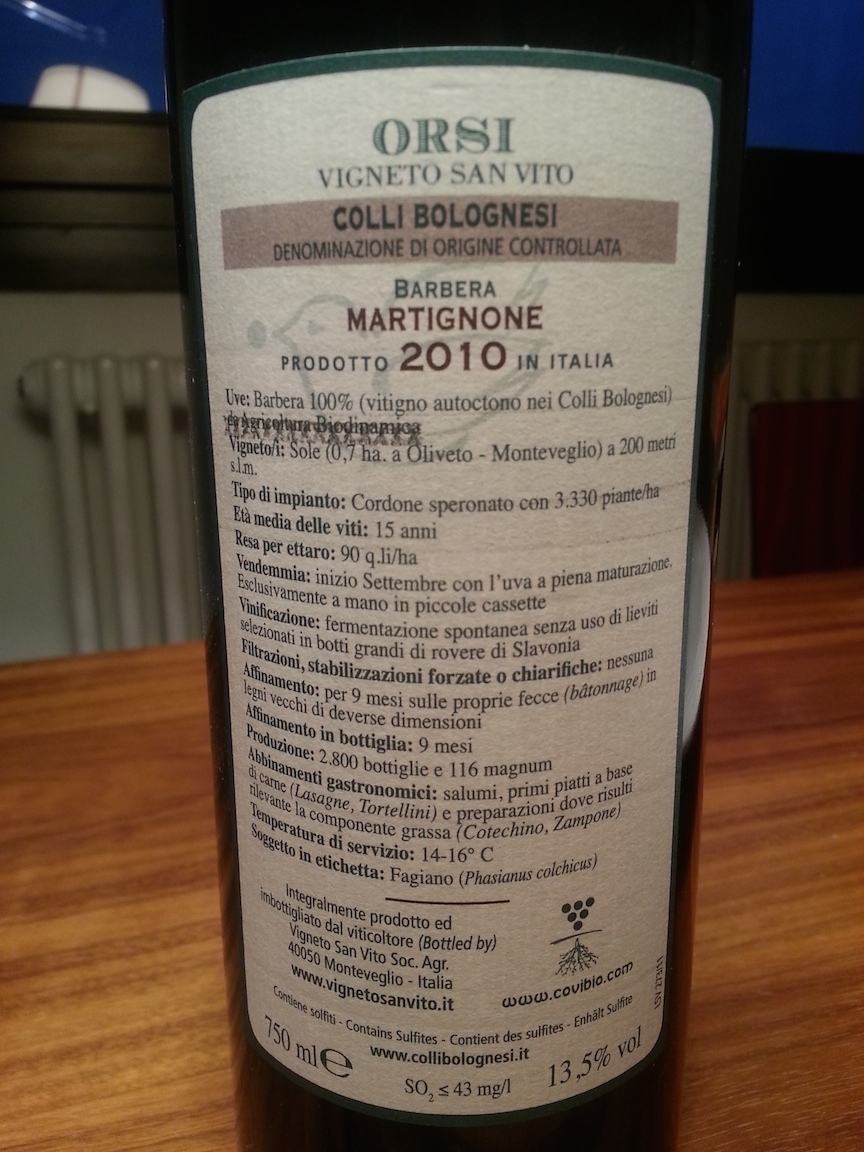 ORSI
VIGNETO SAN VITO
COLLI BOLOGNESI
DENOMINAZIONE DI ORIGINE CONTROLLATA
BARBERA
MARTIGNONE
PRODOTTO 2010 IN ITALIA
Uve: Barbera 100% (vitigno autoctono nei Colli Bolognesi)
da Agricoltura Biodinamica
Vigneto/i: Sole (0,7 ha. a Oliveto - Monteveglio) a 200 metri
s.l.m.
Tipo di impianto: Cordone speronato con 3.330 piante/ha
Età media delle viti: 15 anni
Resa per ettaro: 90 q.li/ha
Vendemmia: inizio Settembre con l'uva a piena maturazione.
Esclusivamente a mano in piccole cassette
Vinificazione: fermentazione spontanea senza uso di lieviti
selezionati in botti grandi di rovere di Slavonia
Filtrazioni, stabilizzazioni forzate o chiarifiche: nessuna
Affinamento: per 9 mesi sulle proprie fecce (bâtonnage) in
legni vecchi di deverse dimensioni
Affinamento in bottiglia: 9 mesi
Produzione: 2.800 bottiglie e 116 magnum
Abbinamenti gastronomici: salumi, primi piatti a base
di carne (Lasagne, Tortellini) e preparazioni dove risulti
rilevante la componente grassa (Cotechino, Zampone)
Temperatura di servizio: 14-16° C
Soggetto in etichetta: Fagiano (Phasianus colchicus)
Integralmente prodotto ed
imbottigliato dal viticoltore (Bottled by)
Vigneto San Vito Soc. Agr.
40050 Monteveglio - Italia
www.vignetosanvito.it
www.covibio.com
LOV 273/11
Contiene solfiti - Contains Sulfites - Contient des sulfites - Enhält Sulfite
www.collibolognesi.it
750 ml e
SO₂ ≤ 43 mg/l
13,5% vol